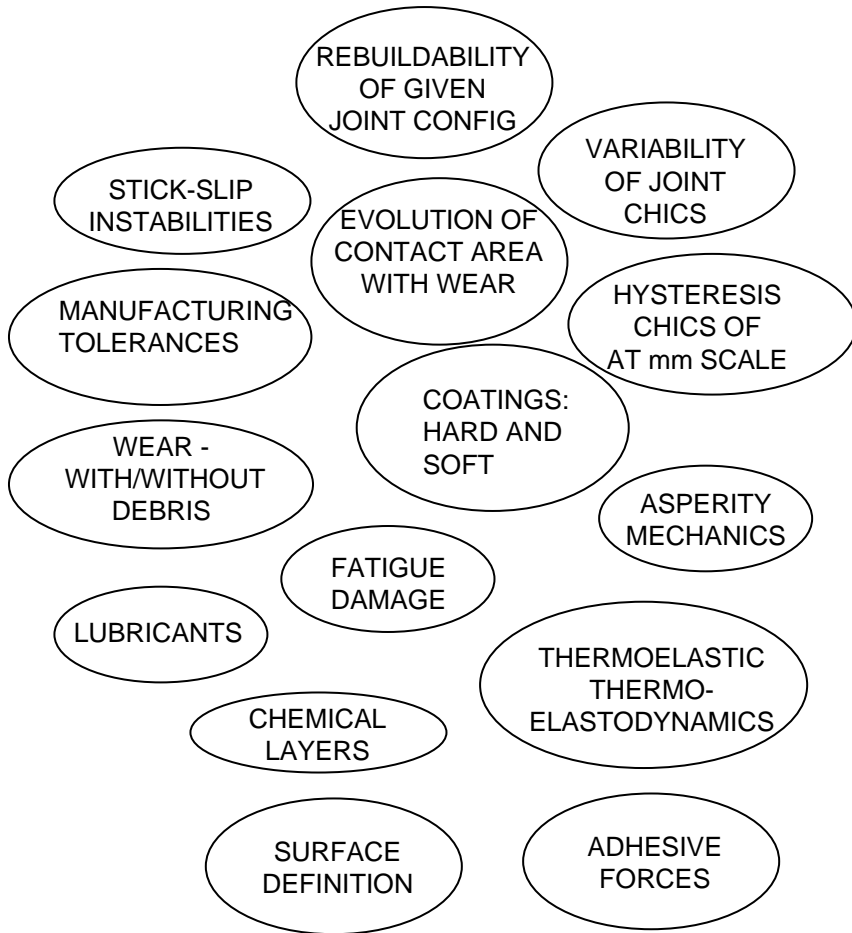 REBUILDABILITY
OF GIVEN
JOINT CONFIG
VARIABILITY
OF JOINT
CHICS
STICK-SLIP
INSTABILITIES
EVOLUTION OF
CONTACT AREA
WITH WEAR
MANUFACTURING
TOLERANCES
HYSTERESIS
CHICS OF
AT mm SCALE
COATINGS:
HARD AND
SOFT
WEAR -
WITH/WITHOUT
DEBRIS
ASPERITY
MECHANICS
FATIGUE
DAMAGE
LUBRICANTS
THERMOELASTIC
THERMO-
ELASTODYNAMICS
CHEMICAL
LAYERS
SURFACE
DEFINITION
ADHESIVE
FORCES